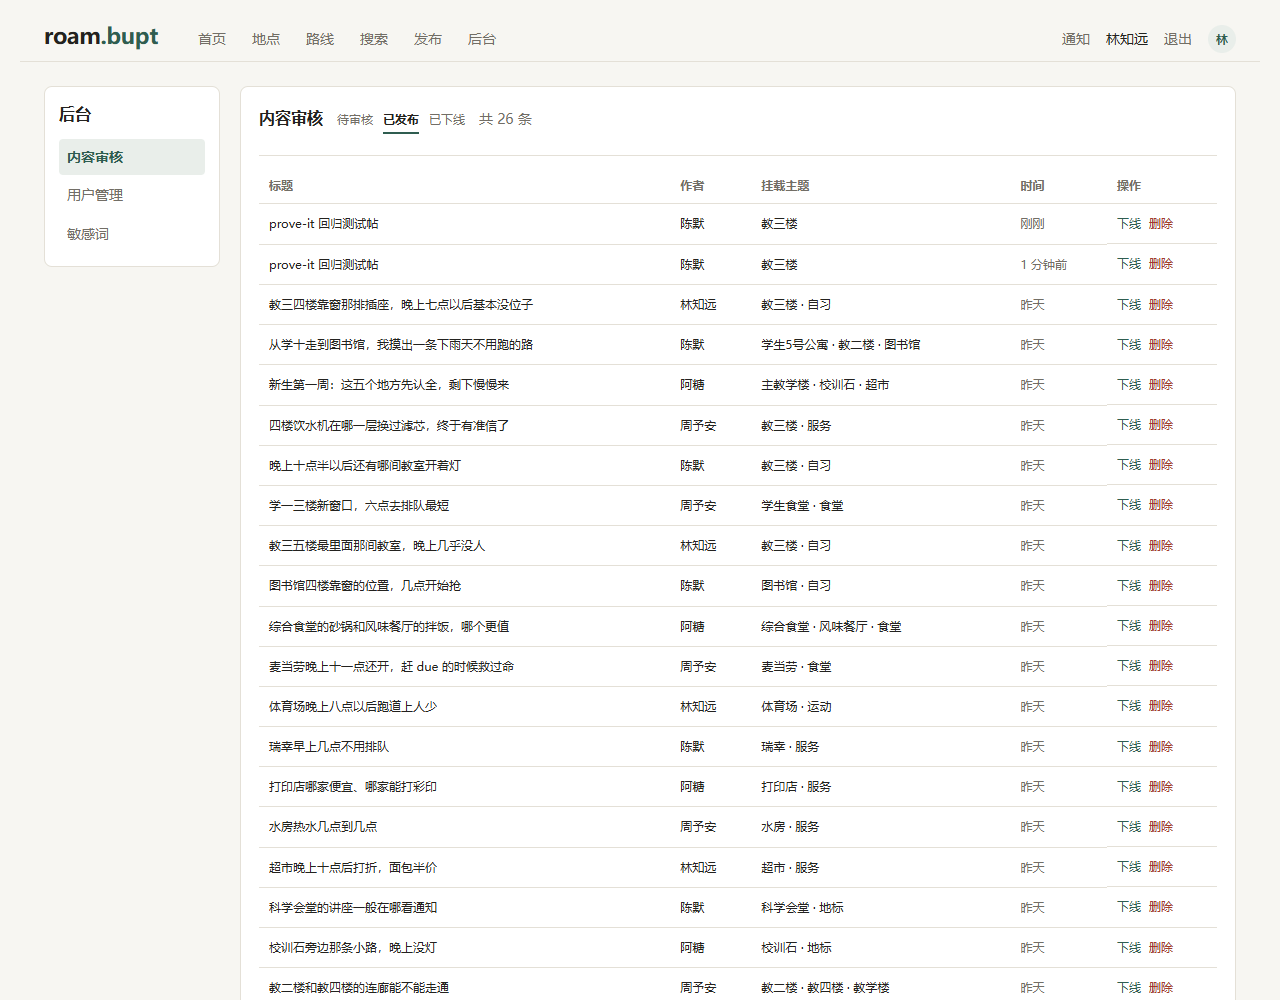 roam.bupt 首页 地点 路线 搜索 发布 后台 通知 林知远 退出 林
后台
内容审核
用户管理
敏感词
内容审核 待审核 已发布 已下线 共 26 条
标题 作者 挂载主题 时间 操作
prove-it 回归测试帖 陈默 教三楼 刚刚 下线 删除
prove-it 回归测试帖 陈默 教三楼 1 分钟前 下线 删除
教三四楼靠窗那排插座，晚上七点以后基本没位子 林知远 教三楼 · 自习 昨天 下线 删除
从学十走到图书馆，我摸出一条下雨天不用跑的路 陈默 学生5号公寓 · 教二楼 · 图书馆 昨天 下线 删除
新生第一周：这五个地方先认全，剩下慢慢来 阿糖 主教学楼 · 校训石 · 超市 昨天 下线 删除
四楼饮水机在哪一层换过滤芯，终于有准信了 周予安 教三楼 · 服务 昨天 下线 删除
晚上十点半以后还有哪间教室开着灯 陈默 教三楼 · 自习 昨天 下线 删除
学一三楼新窗口，六点去排队最短 周予安 学生食堂 · 食堂 昨天 下线 删除
教三五楼最里面那间教室，晚上几乎没人 林知远 教三楼 · 自习 昨天 下线 删除
图书馆四楼靠窗的位置，几点开始抢 陈默 图书馆 · 自习 昨天 下线 删除
综合食堂的砂锅和风味餐厅的拌饭，哪个更值 阿糖 综合食堂 · 风味餐厅 · 食堂 昨天 下线 删除
麦当劳晚上十一点还开，赶 due 的时候救过命 周予安 麦当劳 · 食堂 昨天 下线 删除
体育场晚上八点以后跑道上人少 林知远 体育场 · 运动 昨天 下线 删除
瑞幸早上几点不用排队 陈默 瑞幸 · 服务 昨天 下线 删除
打印店哪家便宜、哪家能打彩印 阿糖 打印店 · 服务 昨天 下线 删除
水房热水几点到几点 周予安 水房 · 服务 昨天 下线 删除
超市晚上十点后打折，面包半价 林知远 超市 · 服务 昨天 下线 删除
科学会堂的讲座一般在哪看通知 陈默 科学会堂 · 地标 昨天 下线 删除
校训石旁边那条小路，晚上没灯 阿糖 校训石 · 地标 昨天 下线 删除
教二楼和教四楼的连廊能不能走通 周予安 教二楼 · 教四楼 · 教学楼 昨天 下线 删除